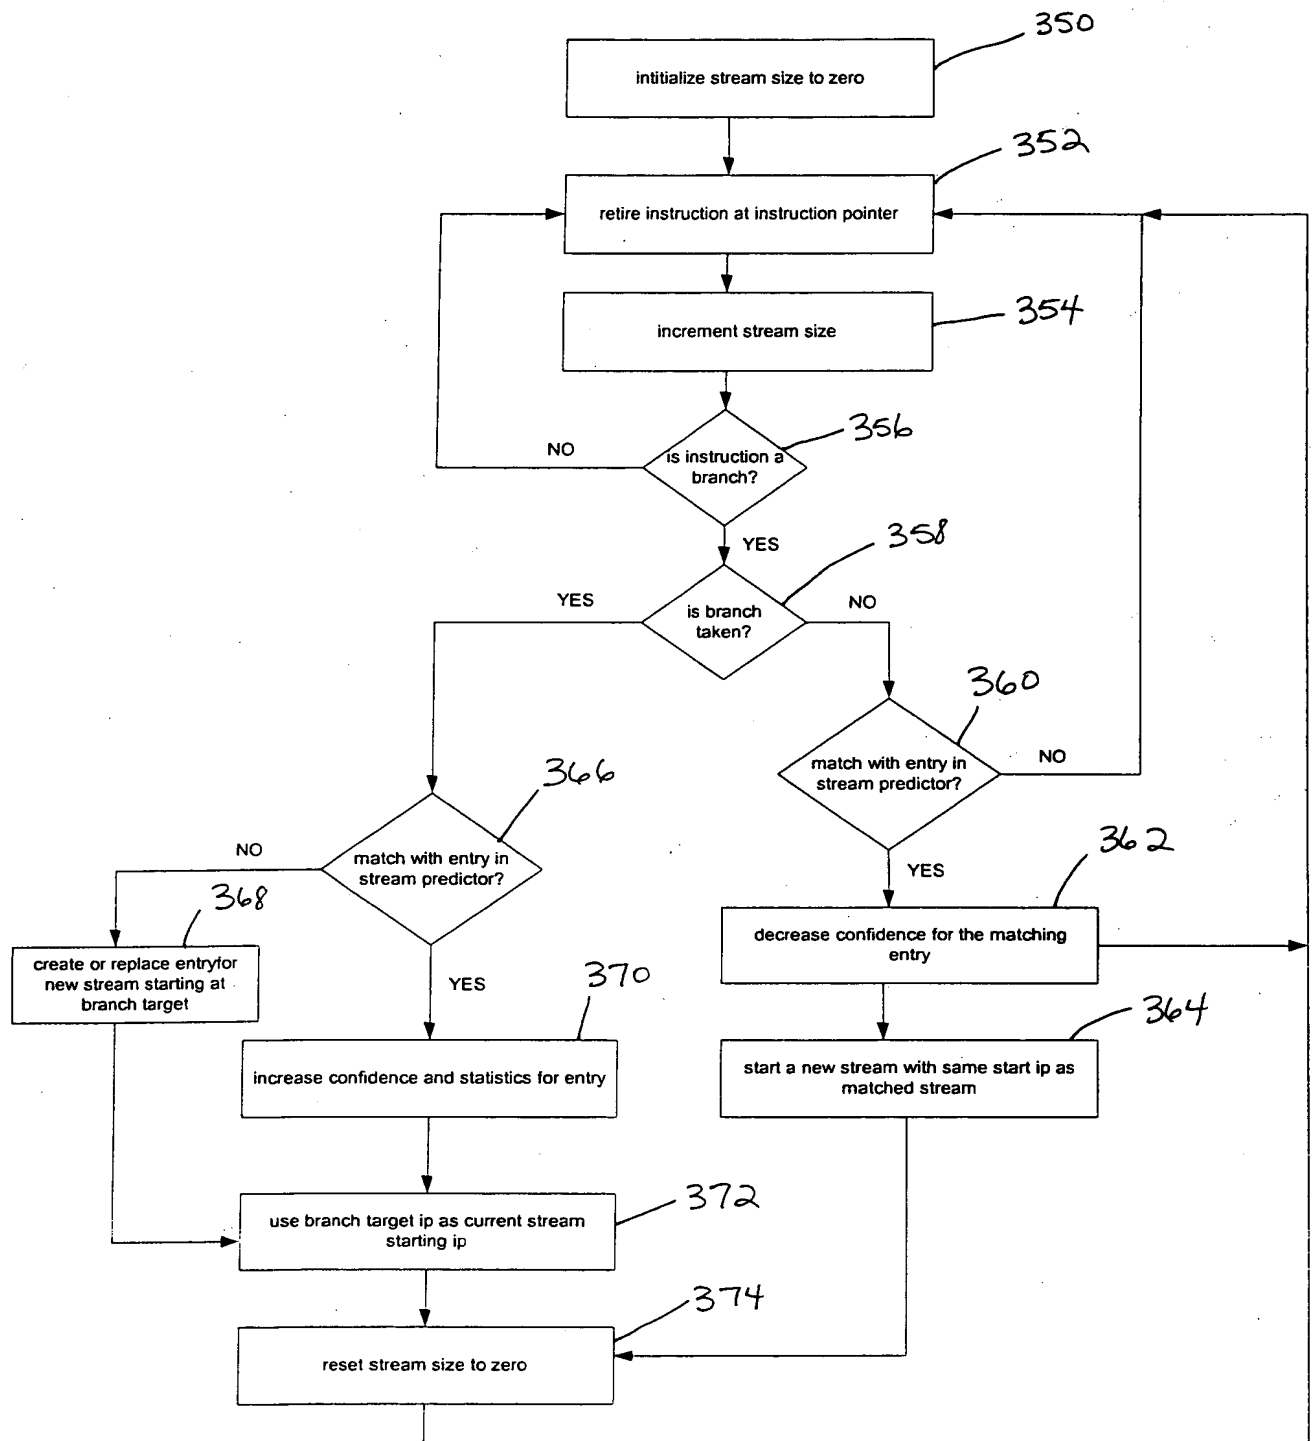 350
intitialize stream size to zero
352
retire instruction at instruction pointer
354
increment stream size
356
NO
is instruction a
branch?
358
YES
YES
is branch
taken?
NO
360
match with entry in
stream predictor?
NO
366
match with entry in
stream predictor?
NO
362
YES
368
decrease confidence for the matching
entry
create or replace entryfor
new stream starting at
branch target
YES
370
364
increase confidence and statistics for entry
start a new stream with same start ip as
matched stream
372
use branch target ip as current stream
starting ip
374
reset stream size to zero